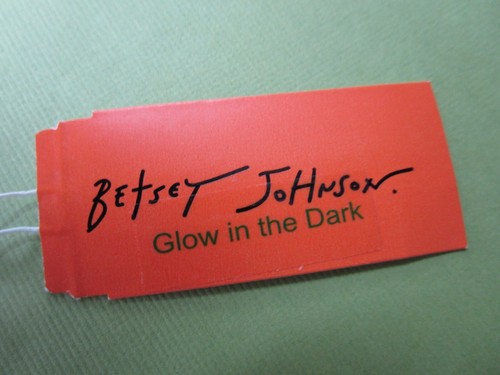 BETSEY JOHNSON.
Glow in the Dark